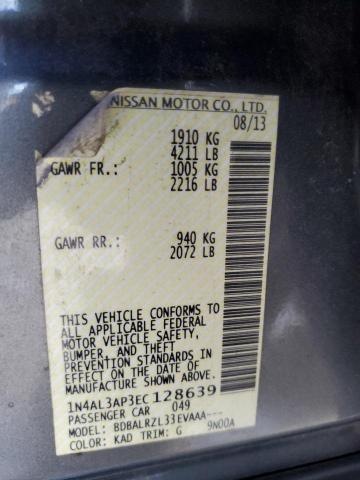 NISSAN MOTOR CO., LTD.
08/13
1910 KG
4211 LB
GAWR FR.: 1005 KG
2216 LB
GAWR RR.: 940 KG
2072 LB
THIS VEHICLE CONFORMS TO
ALL APPLICABLE FEDERAL
MOTOR VEHICLE SAFETY,
BUMPER, AND THEFT
PREVENTION STANDARDS IN
EFFECT ON THE DATE OF
MANUFACTURE SHOWN ABOVE.
1N4AL3AP3EC128639
PASSENGER CAR 049
MODEL: BDBALRZL33EVAAA---
COLOR: KAD TRIM: G 9N00A